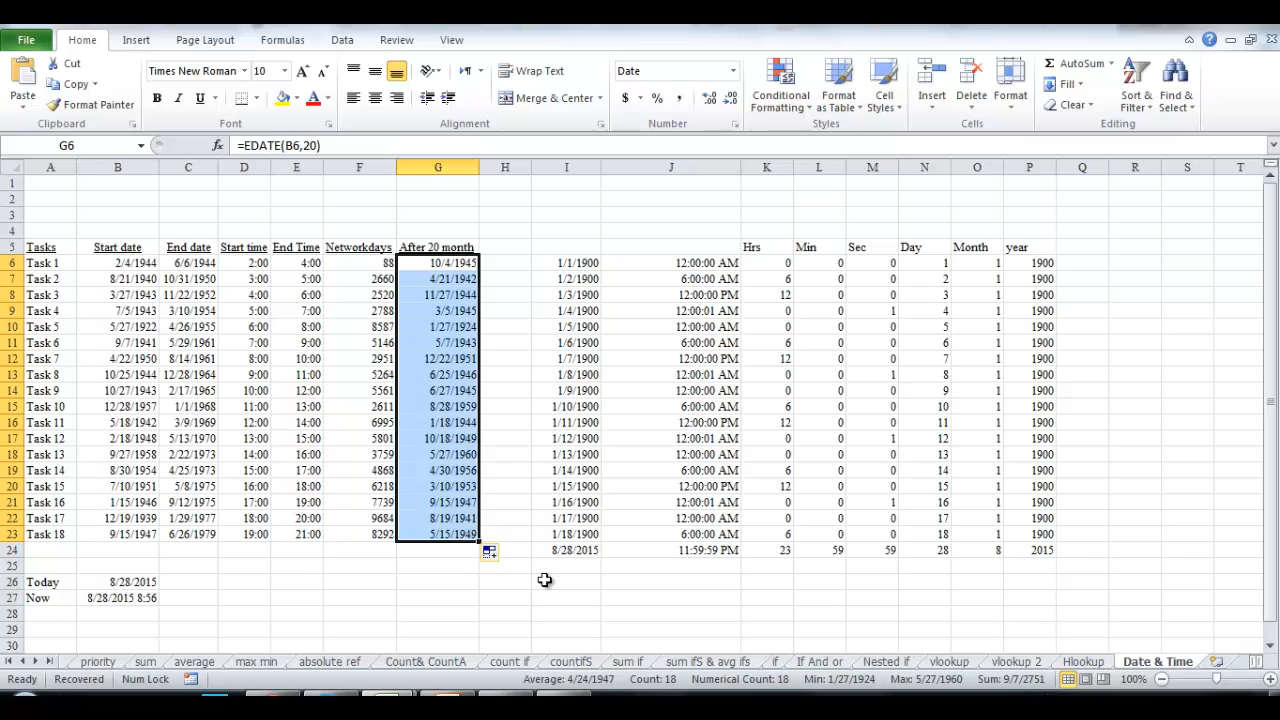 File Home Insert Page Layout Formulas Data Review View
Cut Times New Roman 10 A A Wrap Text Date AutoSum
Copy Fill
Paste Format Painter B I U A Merge & Center $ % , Conditional Formatting Format as Table Cell Styles Insert Delete Format Clear Sort & Filter Find & Select
Clipboard Font Alignment Number Styles Cells Editing
G6 fx =EDATE(B6,20)
A B C D E F G H I J K L M N O P Q R S T
1
2
3
4
5 Tasks Start date End date Start time End Time Networkdays After 20 month Hrs Min Sec Day Month year
6 Task 1 2/4/1944 6/6/1944 2:00 4:00 88 10/4/1945 1/1/1900 12:00:00 AM 0 0 0 1 1 1900
7 Task 2 8/21/1940 10/31/1950 3:00 5:00 2660 4/21/1942 1/2/1900 6:00:00 AM 6 0 0 2 1 1900
8 Task 3 3/27/1943 11/22/1952 4:00 6:00 2520 11/27/1944 1/3/1900 12:00:00 PM 12 0 0 3 1 1900
9 Task 4 7/5/1943 3/10/1954 5:00 7:00 2788 3/5/1945 1/4/1900 12:00:01 AM 0 0 1 4 1 1900
10 Task 5 5/27/1922 4/26/1955 6:00 8:00 8587 1/27/1924 1/5/1900 12:00:00 AM 0 0 0 5 1 1900
11 Task 6 9/7/1941 5/29/1961 7:00 9:00 5146 5/7/1943 1/6/1900 6:00:00 AM 6 0 0 6 1 1900
12 Task 7 4/22/1950 8/14/1961 8:00 10:00 2951 12/22/1951 1/7/1900 12:00:00 PM 12 0 0 7 1 1900
13 Task 8 10/25/1944 12/28/1964 9:00 11:00 5264 6/25/1946 1/8/1900 12:00:01 AM 0 0 1 8 1 1900
14 Task 9 10/27/1943 2/17/1965 10:00 12:00 5561 6/27/1945 1/9/1900 12:00:00 AM 0 0 0 9 1 1900
15 Task 10 12/28/1957 1/1/1968 11:00 13:00 2611 8/28/1959 1/10/1900 6:00:00 AM 6 0 0 10 1 1900
16 Task 11 5/18/1942 3/9/1969 12:00 14:00 6995 1/18/1944 1/11/1900 12:00:00 PM 12 0 0 11 1 1900
17 Task 12 2/18/1948 5/13/1970 13:00 15:00 5801 10/18/1949 1/12/1900 12:00:01 AM 0 0 1 12 1 1900
18 Task 13 9/27/1958 2/22/1973 14:00 16:00 3759 5/27/1960 1/13/1900 12:00:00 AM 0 0 0 13 1 1900
19 Task 14 8/30/1954 4/25/1973 15:00 17:00 4868 4/30/1956 1/14/1900 6:00:00 AM 6 0 0 14 1 1900
20 Task 15 7/10/1951 5/8/1975 16:00 18:00 6218 3/10/1953 1/15/1900 12:00:00 PM 12 0 0 15 1 1900
21 Task 16 1/15/1946 9/12/1975 17:00 19:00 7739 9/15/1947 1/16/1900 12:00:01 AM 0 0 1 16 1 1900
22 Task 17 12/19/1939 1/29/1977 18:00 20:00 9684 8/19/1941 1/17/1900 12:00:00 AM 0 0 0 17 1 1900
23 Task 18 9/15/1947 6/26/1979 19:00 21:00 8292 5/15/1949 1/18/1900 6:00:00 AM 6 0 0 18 1 1900
24 8/28/2015 11:59:59 PM 23 59 59 28 8 2015
25
26 Today 8/28/2015
27 Now 8/28/2015 8:56
28
29
30
priority sum average max min absolute ref Count& CountA count if countifS sum if sum ifS & avg ifs if If And or Nested if vlookup vlookup 2 Hlookup Date & Time
Ready Recovered Num Lock Average: 4/24/1947 Count: 18 Numerical Count: 18 Min: 1/27/1924 Max: 5/27/1960 Sum: 9/7/2751 100%